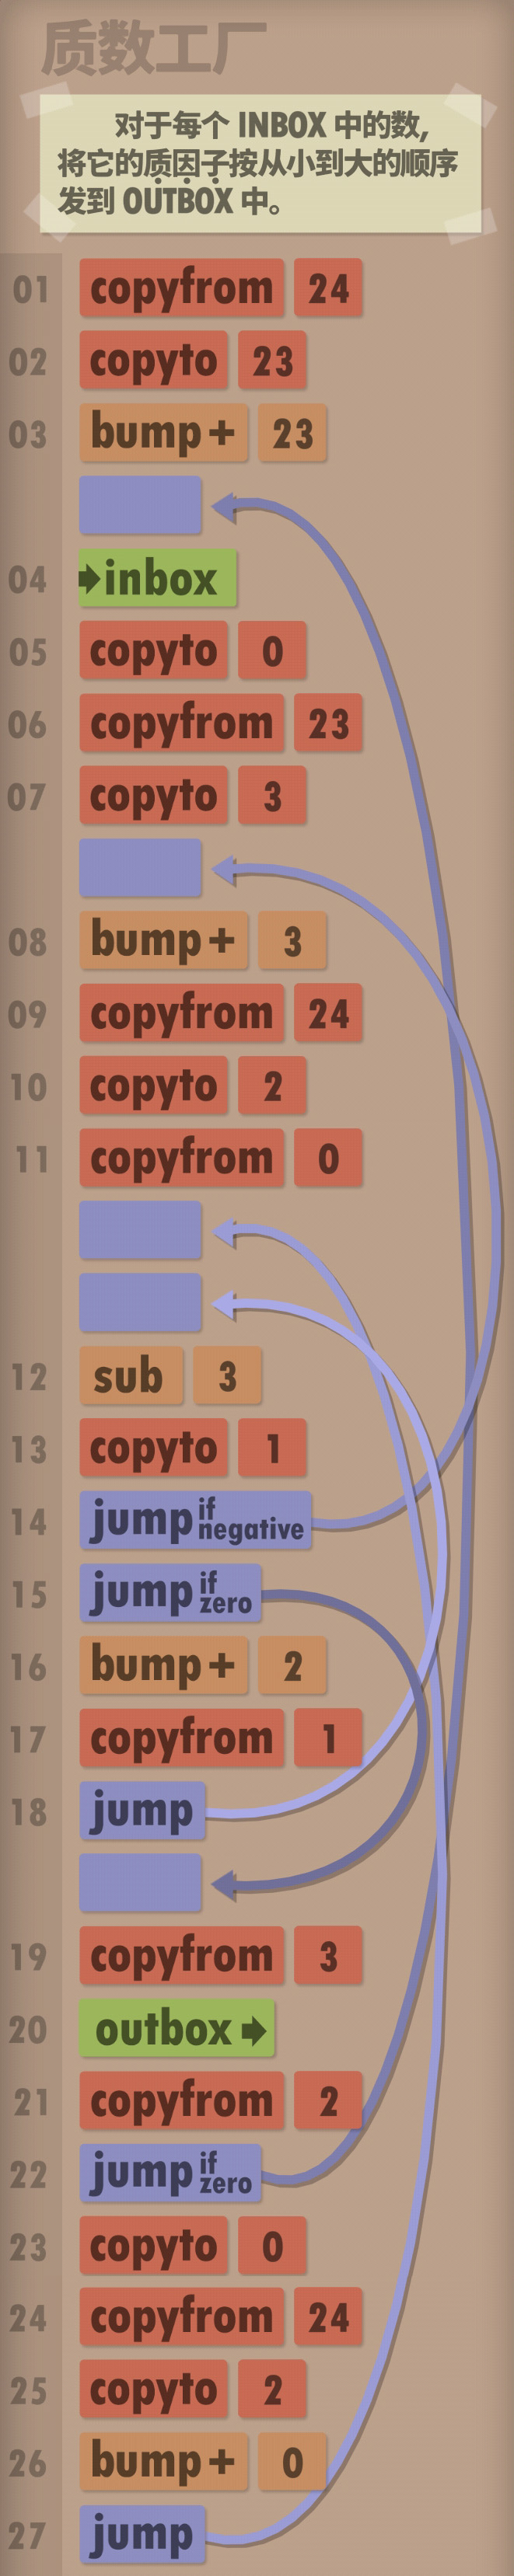 质数工厂
对于每个 INBOX 中的数,
将它的质因子按从小到大的顺序
发到 OUTBOX 中。
01 copyfrom 24
02 copyto 23
03 bump+ 23
04 inbox
05 copyto 0
06 copyfrom 23
07 copyto 3
08 bump+ 3
09 copyfrom 24
10 copyto 2
11 copyfrom 0
12 sub 3
13 copyto 1
14 jump if negative
15 jump if zero
16 bump+ 2
17 copyfrom 1
18 jump
19 copyfrom 3
20 outbox
21 copyfrom 2
22 jump if zero
23 copyto 0
24 copyfrom 24
25 copyto 2
26 bump+ 0
27 jump